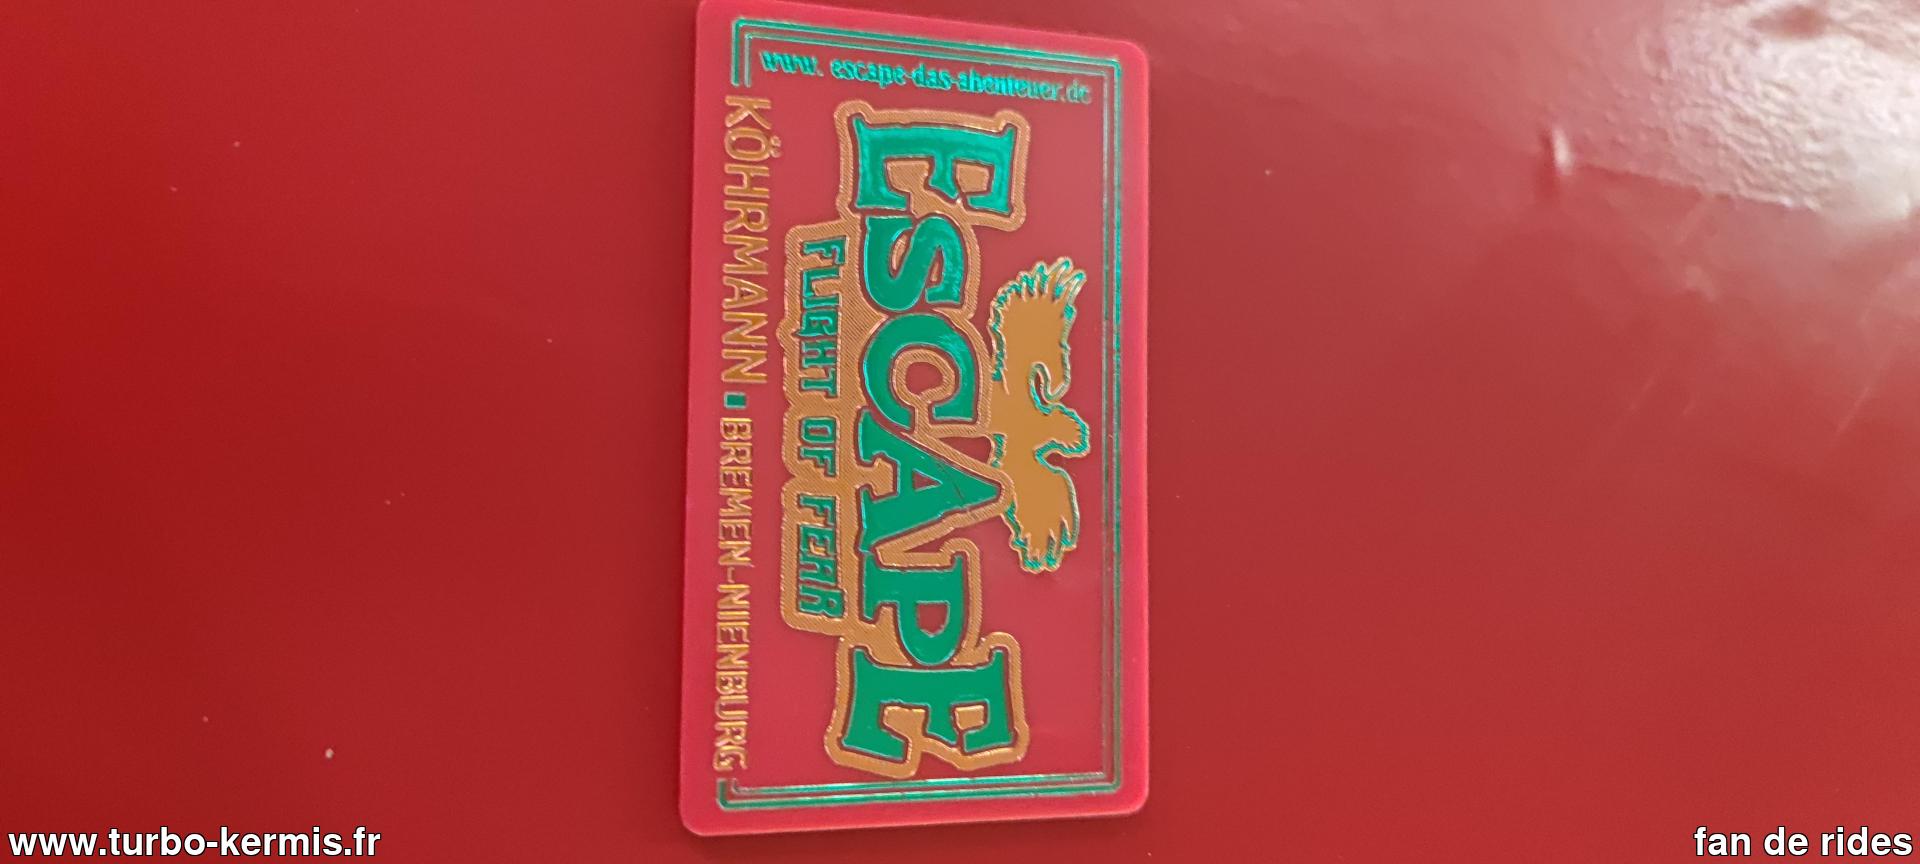 www. escape-das-abenteuer.de
ESCAPE
FLIGHT OF FEAR
KÖHRMANN ▪ BREMEN-NIENBURG
www.turbo-kermis.fr
fan de rides